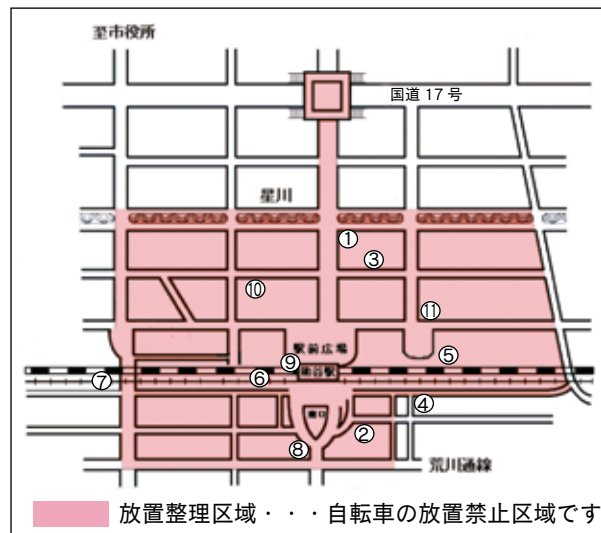 至市役所
国道17号
星川
①
③
⑩
⑪
駅前広場
⑨
熊谷駅
⑤
⑦
⑥
④
南口
②
⑧
荒川通線
放置整理区域・・・自転車の放置禁止区域です